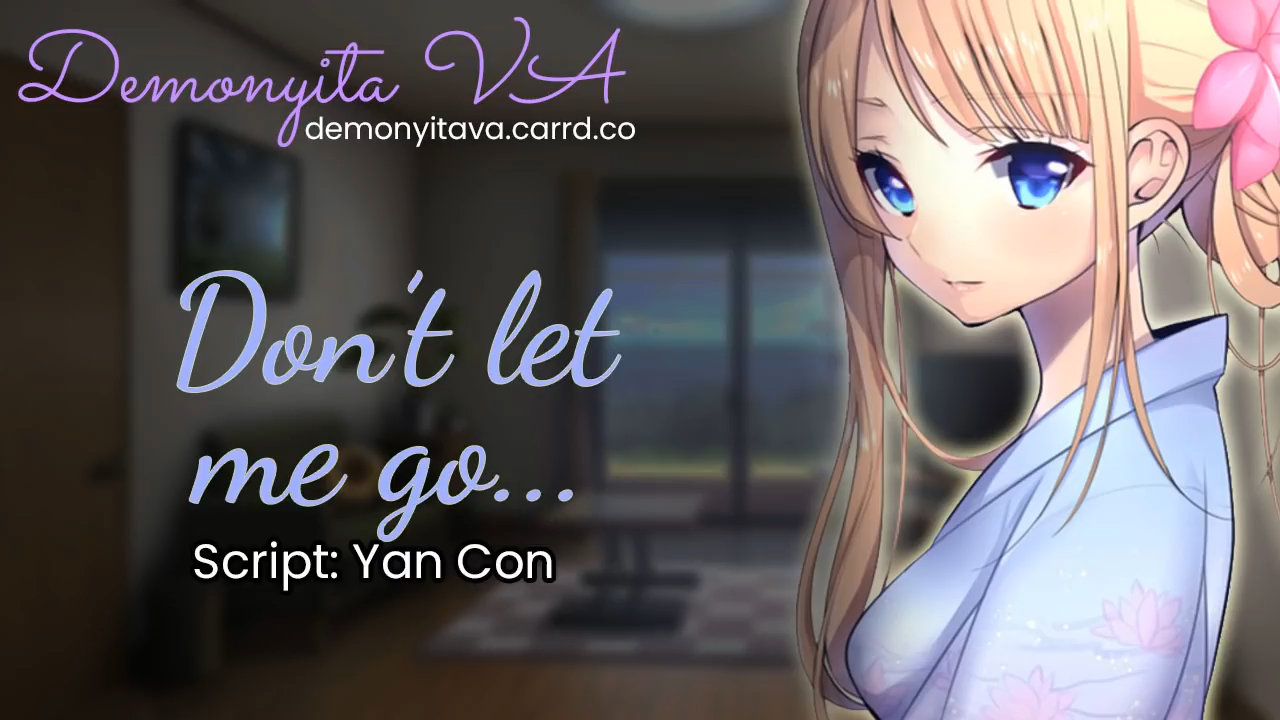 Demonyita VA
demonyitava.carrd.co
Don't let
me go...
Script: Yan Con